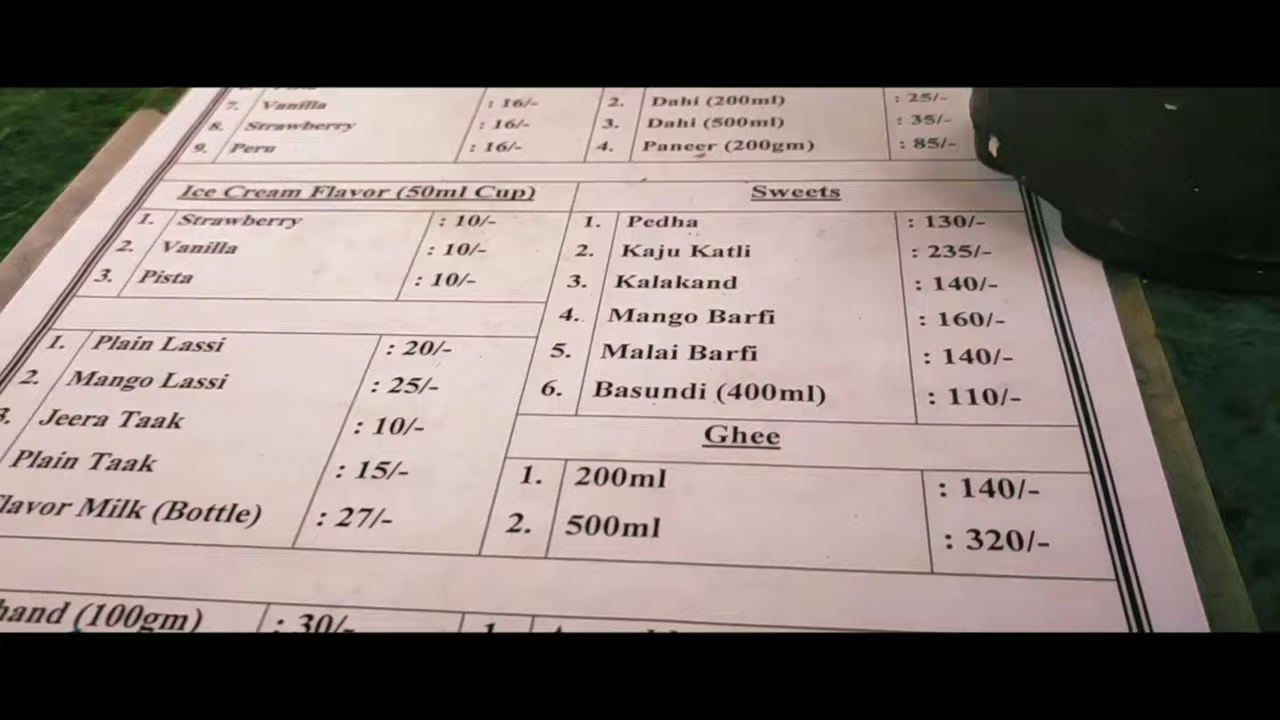 7. Vanilla : 16/-
8. Strawberry : 16/-
9. Peru : 16/-
2. Dahi (200ml) : 25/-
3. Dahi (500ml) : 35/-
4. Paneer (200gm) : 85/-
Ice Cream Flavor (50ml Cup)
1. Strawberry : 10/-
2. Vanilla : 10/-
3. Pista : 10/-
1. Plain Lassi : 20/-
2. Mango Lassi : 25/-
3. Jeera Taak : 10/-
Plain Taak : 15/-
lavor Milk (Bottle) : 27/-
Sweets
1. Pedha : 130/-
2. Kaju Katli : 235/-
3. Kalakand : 140/-
4. Mango Barfi : 160/-
5. Malai Barfi : 140/-
6. Basundi (400ml) : 110/-
Ghee
1. 200ml : 140/-
2. 500ml : 320/-
hand (100gm) : 30/-
1.